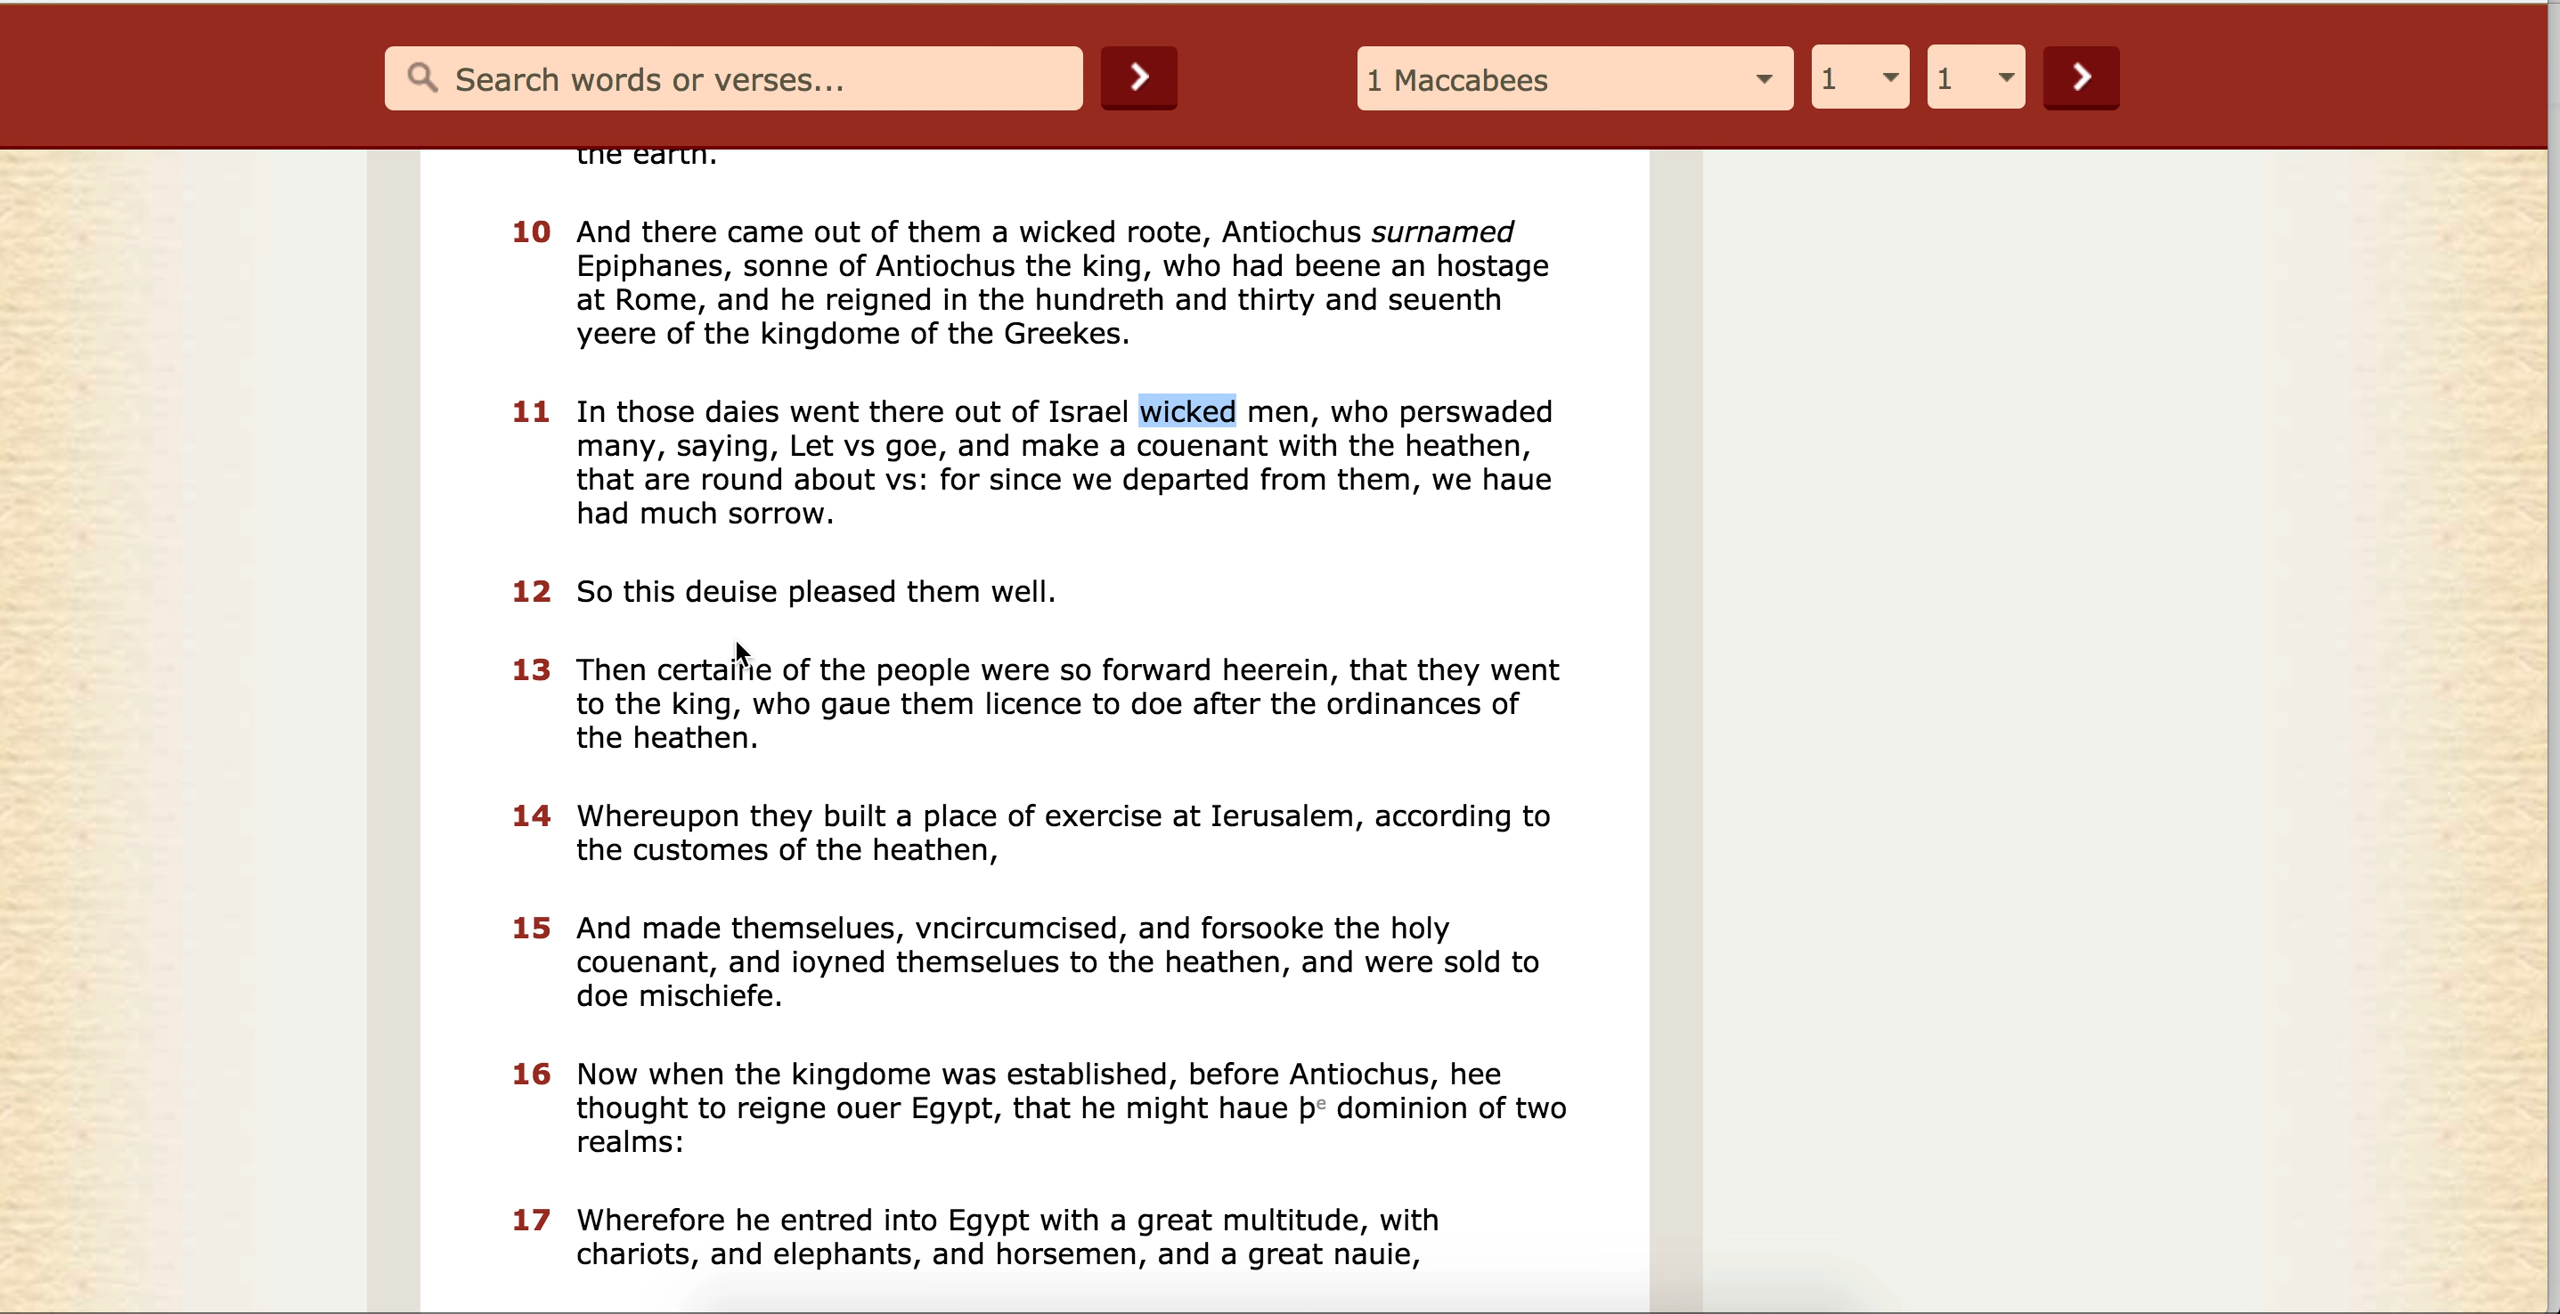 Search words or verses...
1 Maccabees
1
1
the earth.
10 And there came out of them a wicked roote, Antiochus surnamed
Epiphanes, sonne of Antiochus the king, who had beene an hostage
at Rome, and he reigned in the hundreth and thirty and seuenth
yeere of the kingdome of the Greekes.
11 In those daies went there out of Israel wicked men, who perswaded
many, saying, Let vs goe, and make a couenant with the heathen,
that are round about vs: for since we departed from them, we haue
had much sorrow.
12 So this deuise pleased them well.
13 Then certaine of the people were so forward heerein, that they went
to the king, who gaue them licence to doe after the ordinances of
the heathen.
14 Whereupon they built a place of exercise at Ierusalem, according to
the customes of the heathen,
15 And made themselues, vncircumcised, and forsooke the holy
couenant, and ioyned themselues to the heathen, and were sold to
doe mischiefe.
16 Now when the kingdome was established, before Antiochus, hee
thought to reigne ouer Egypt, that he might haue þᵉ dominion of two
realms:
17 Wherefore he entred into Egypt with a great multitude, with
chariots, and elephants, and horsemen, and a great nauie,